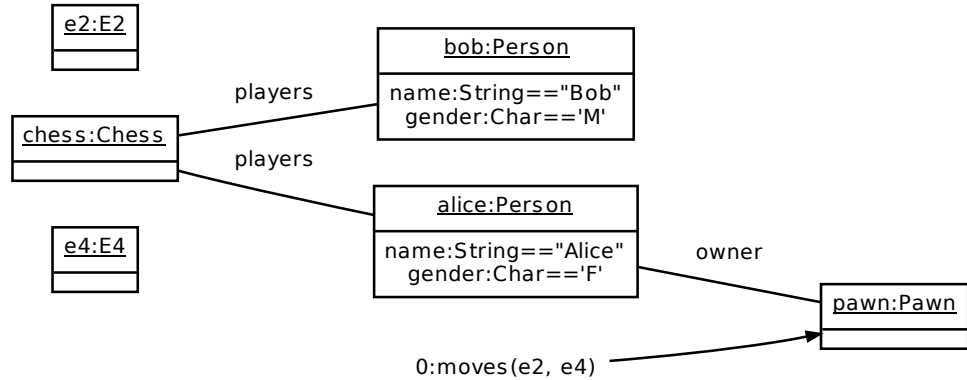 e2:E2
bob:Person
name:String=="Bob"
gender:Char=='M'
players
chess:Chess
players
alice:Person
name:String=="Alice"
gender:Char=='F'
e4:E4
owner
pawn:Pawn
0:moves(e2, e4)